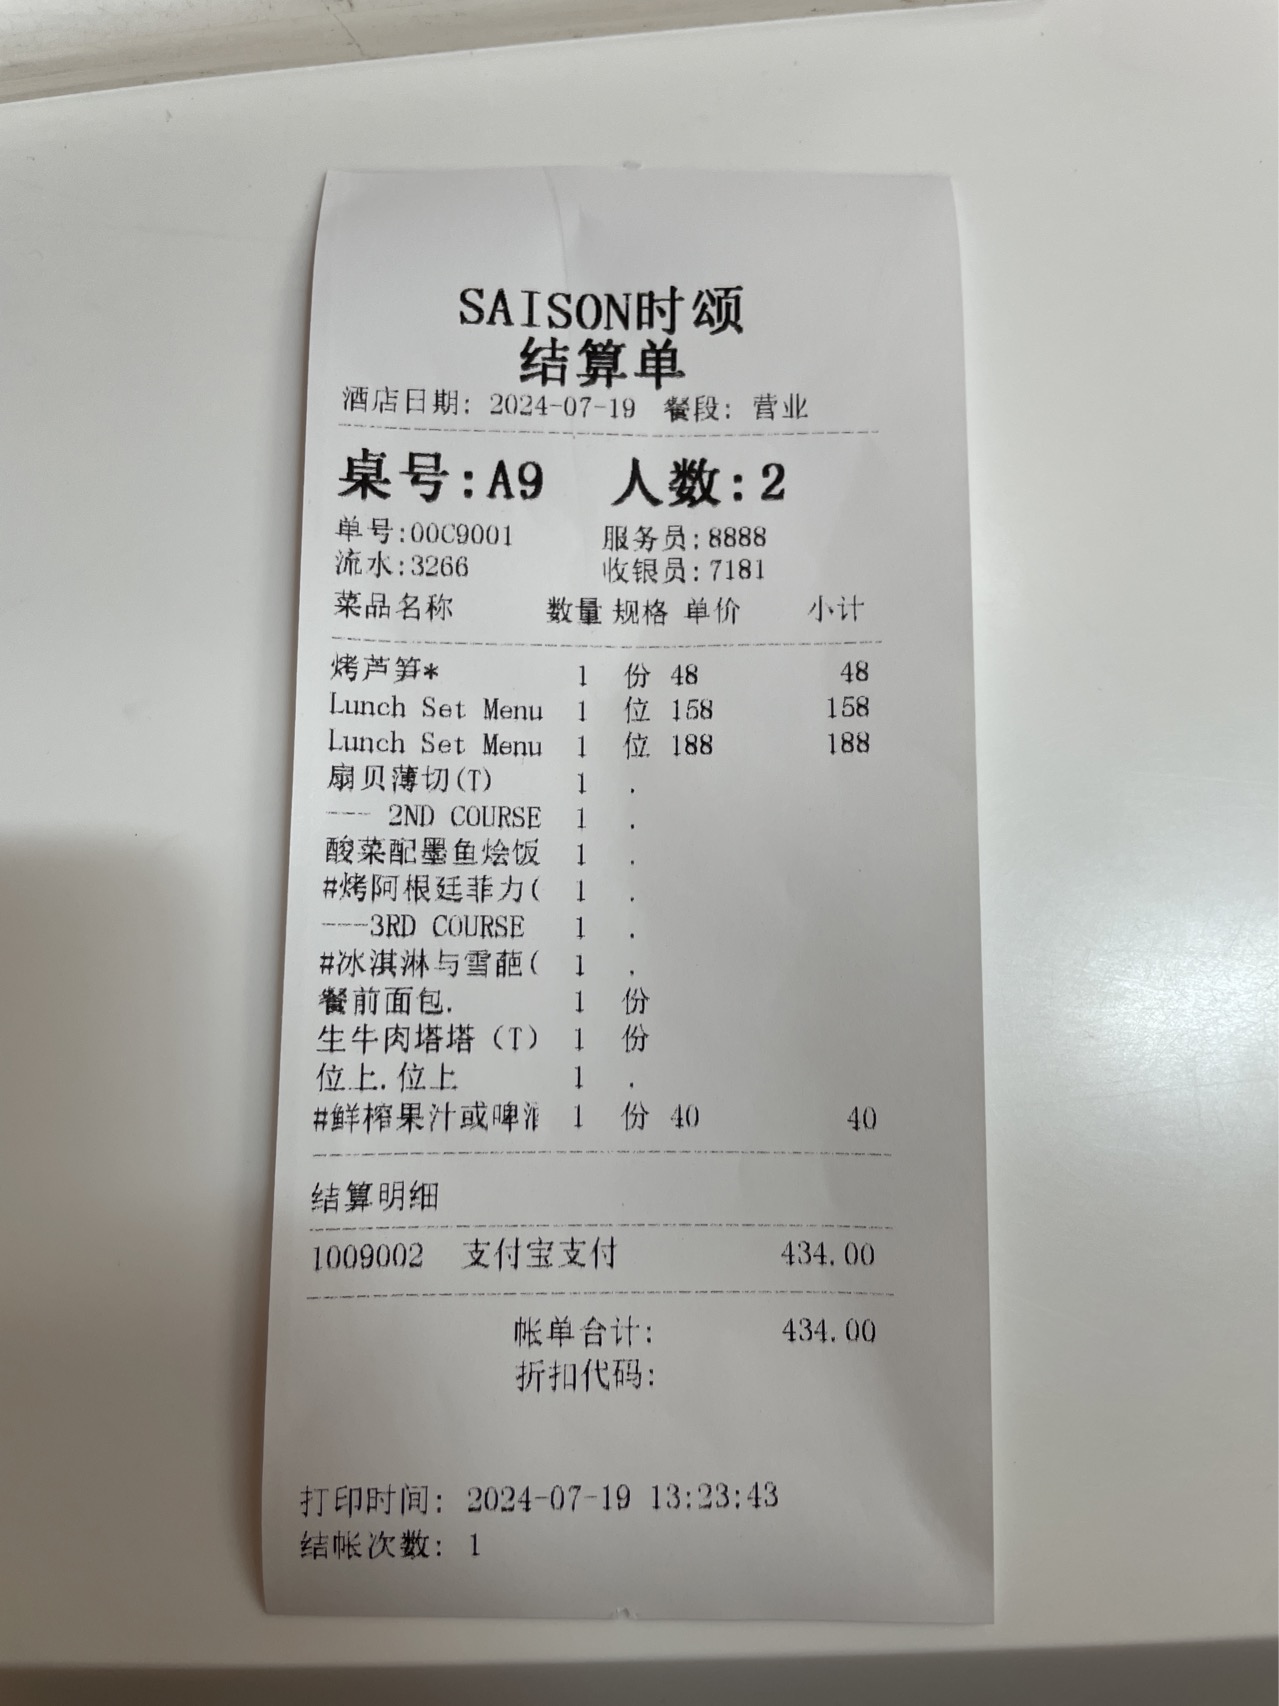 SAISON时颂
结算单
酒店日期: 2024-07-19 餐段: 营业
桌号:A9 人数:2
单号:00C9001 服务员:8888
流水:3266 收银员:7181
菜品名称 数量 规格 单价 小计
烤芦笋* 1 份 48 48
Lunch Set Menu 1 位 158 158
Lunch Set Menu 1 位 188 188
扇贝薄切(T) 1 .
--- 2ND COURSE 1 .
酸菜配墨鱼烩饭 1 .
#烤阿根廷菲力( 1 .
---3RD COURSE 1 .
#冰淇淋与雪葩( 1 .
餐前面包. 1 份
生牛肉塔塔 (T) 1 份
位上.位上 1 .
#鲜榨果汁或啤酒 1 份 40 40
结算明细
1009002 支付宝支付 434.00
帐单合计: 434.00
折扣代码:
打印时间: 2024-07-19 13:23:43
结帐次数: 1